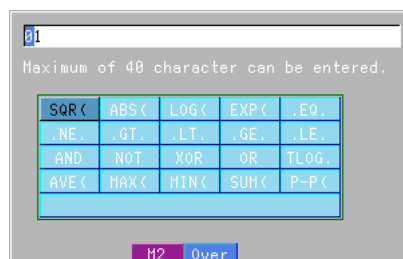 01
Maximum of 40 character can be entered.
SQR( ABS( LOG( EXP( .EQ.
.NE. .GT. .LT. .GE. .LE.
AND NOT XOR OR TLOG.
AVE( MAX( MIN( SUM( P-P(
M2 Over